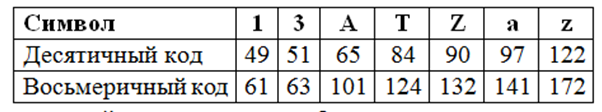 Символ 1 3 A T Z a z
Десятичный код 49 51 65 84 90 97 122
Восьмеричный код 61 63 101 124 132 141 172